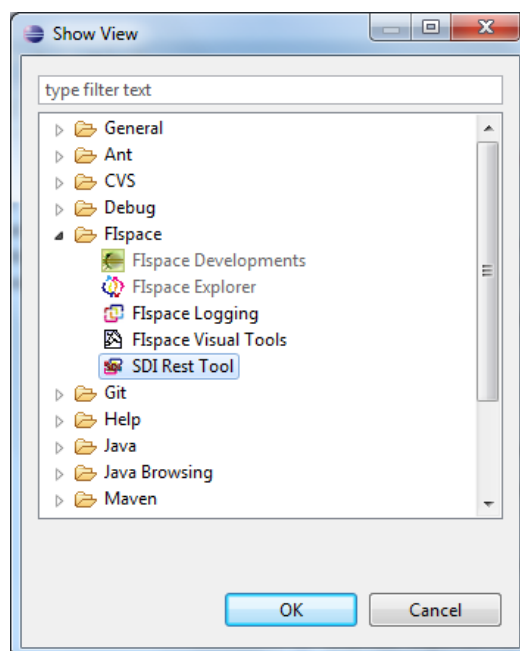 Show View
type filter text
General
Ant
CVS
Debug
FIspace
FIspace Developments
FIspace Explorer
FIspace Logging
FIspace Visual Tools
SDI Rest Tool
Git
Help
Java
Java Browsing
Maven
OK
Cancel